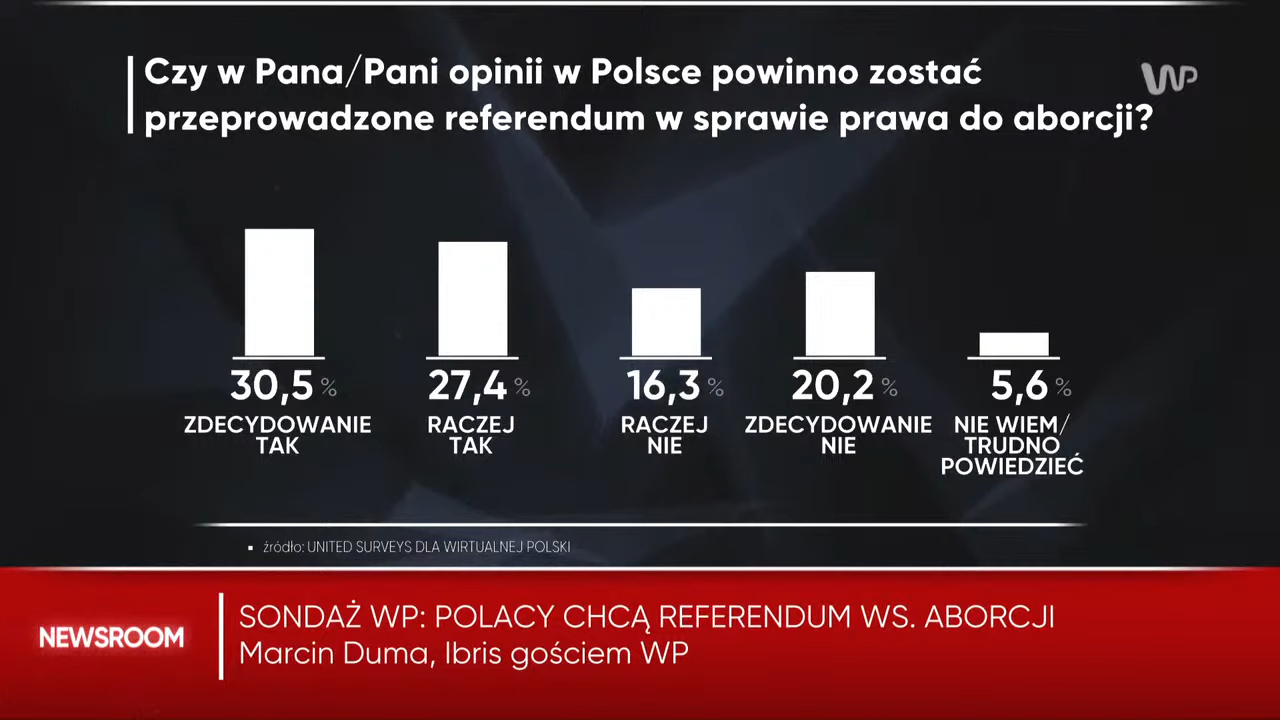 Czy w Pana/Pani opinii w Polsce powinno zostać
przeprowadzone referendum w sprawie prawa do aborcji?
WP
30,5 %
ZDECYDOWANIE
TAK
27,4 %
RACZEJ
TAK
16,3 %
RACZEJ
NIE
20,2 %
ZDECYDOWANIE
NIE
5,6 %
NIE WIEM/
TRUDNO
POWIEDZIEĆ
źródło: UNITED SURVEYS DLA WIRTUALNEJ POLSKI
NEWSROOM
SONDAŻ WP: POLACY CHCĄ REFERENDUM WS. ABORCJI
Marcin Duma, Ibris gościem WP